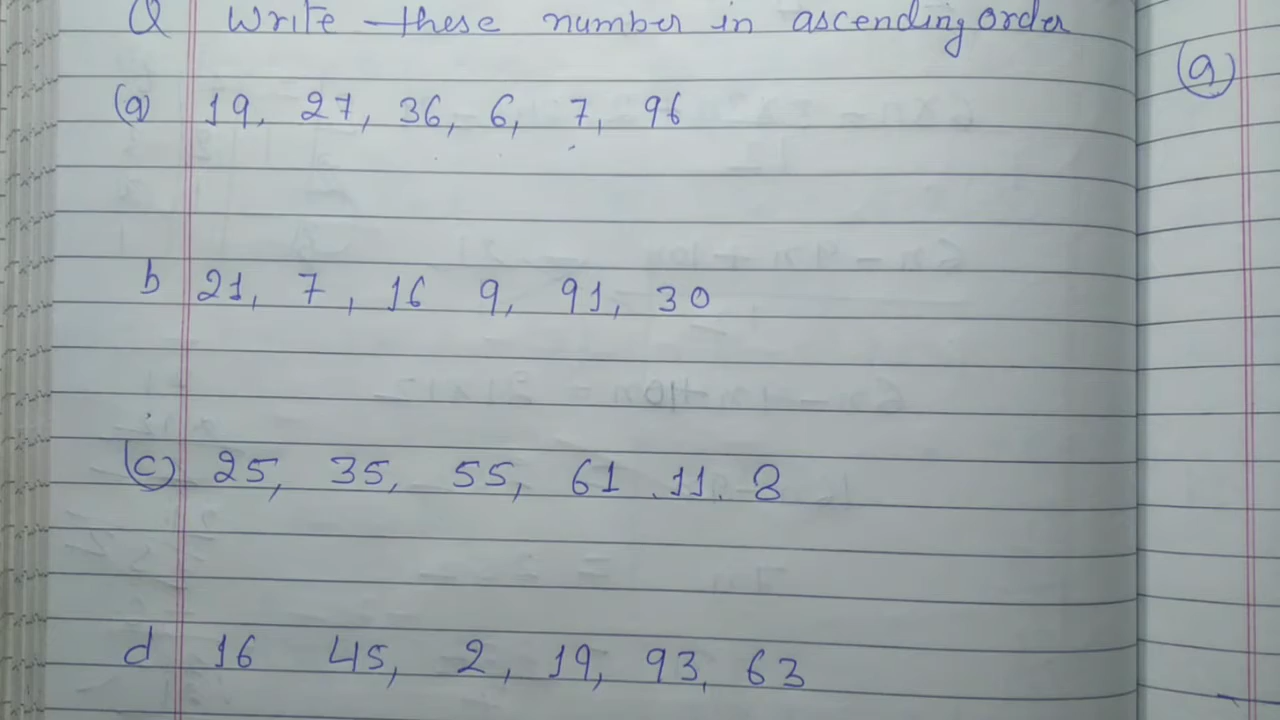 Q Write these number in ascending order
(a) 19, 27, 36, 6, 7, 96
b 21, 7, 16 9, 91, 30
(c) 25, 35, 55, 61, 11, 8
d 16 45, 2, 19, 93, 63
(a)